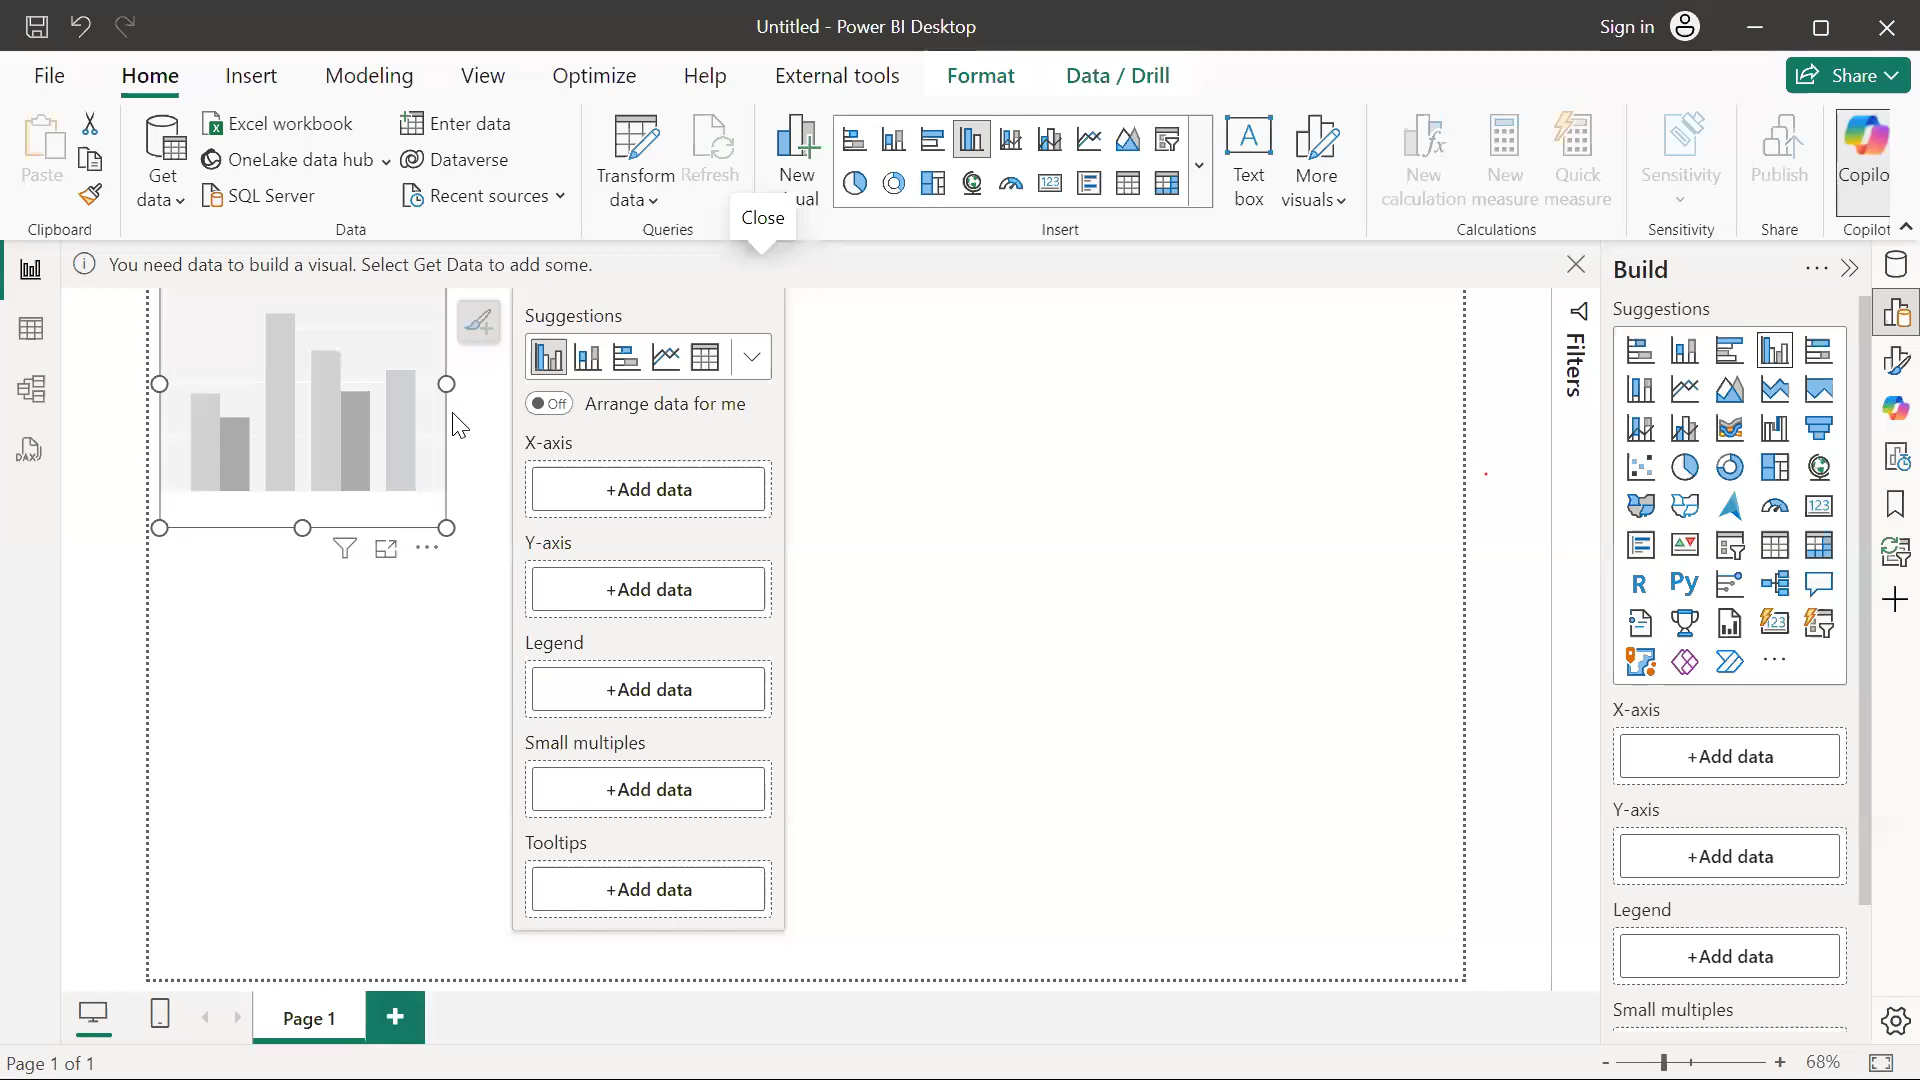 Untitled - Power BI Desktop
Sign in
File
Home
Insert
Modeling
View
Optimize
Help
External tools
Format
Data / Drill
Share
Paste
Clipboard
Get data
Excel workbook
OneLake data hub
SQL Server
Enter data
Dataverse
Recent sources
Data
Transform data
Refresh
Queries
New
ual
Close
123
Insert
A
Text box
More visuals
New calculation
New measure
Quick measure
Calculations
Sensitivity
Sensitivity
Publish
Share
Copilo
Copilot
You need data to build a visual. Select Get Data to add some.
DAX
Suggestions
Off
Arrange data for me
X-axis
+Add data
Y-axis
+Add data
Legend
+Add data
Small multiples
+Add data
Tooltips
+Add data
Filters
Build
Suggestions
123
R
Py
123
X-axis
+Add data
Y-axis
+Add data
Legend
+Add data
Small multiples
Page 1
Page 1 of 1
- + 68%